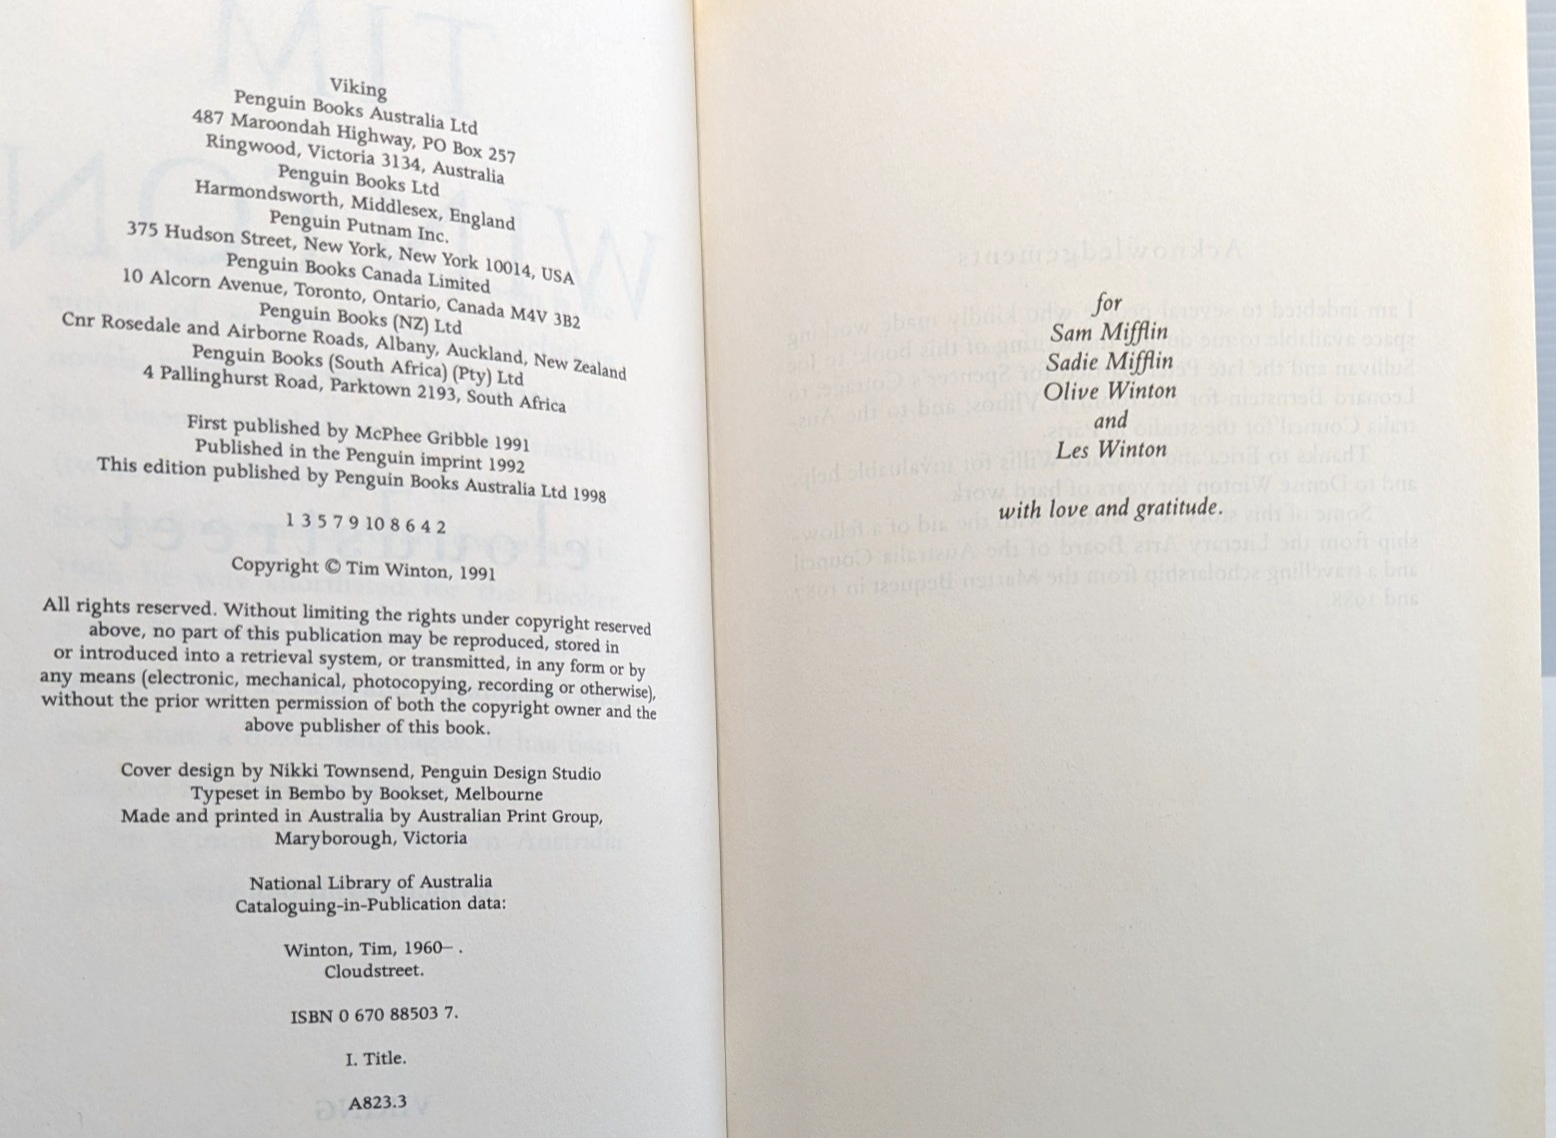 Viking
Penguin Books Australia Ltd
487 Maroondah Highway, PO Box 257
Ringwood, Victoria 3134, Australia
Penguin Books Ltd
Harmondsworth, Middlesex, England
Penguin Putnam Inc.
375 Hudson Street, New York, New York 10014, USA
Penguin Books Canada Limited
10 Alcorn Avenue, Toronto, Ontario, Canada M4V 3B2
Penguin Books (NZ) Ltd
Cnr Rosedale and Airborne Roads, Albany, Auckland, New Zealand
Penguin Books (South Africa) (Pty) Ltd
4 Pallinghurst Road, Parktown 2193, South Africa
First published by McPhee Gribble 1991
Published in the Penguin imprint 1992
This edition published by Penguin Books Australia Ltd 1998
1 3 5 7 9 10 8 6 4 2
Copyright © Tim Winton, 1991
All rights reserved. Without limiting the rights under copyright reserved
above, no part of this publication may be reproduced, stored in
or introduced into a retrieval system, or transmitted, in any form or by
any means (electronic, mechanical, photocopying, recording or otherwise),
without the prior written permission of both the copyright owner and the
above publisher of this book.
Cover design by Nikki Townsend, Penguin Design Studio
Typeset in Bembo by Bookset, Melbourne
Made and printed in Australia by Australian Print Group,
Maryborough, Victoria
National Library of Australia
Cataloguing-in-Publication data:
Winton, Tim, 1960– .
Cloudstreet.
ISBN 0 670 88503 7.
I. Title.
A823.3
for
Sam Mifflin
Sadie Mifflin
Olive Winton
and
Les Winton
with love and gratitude.